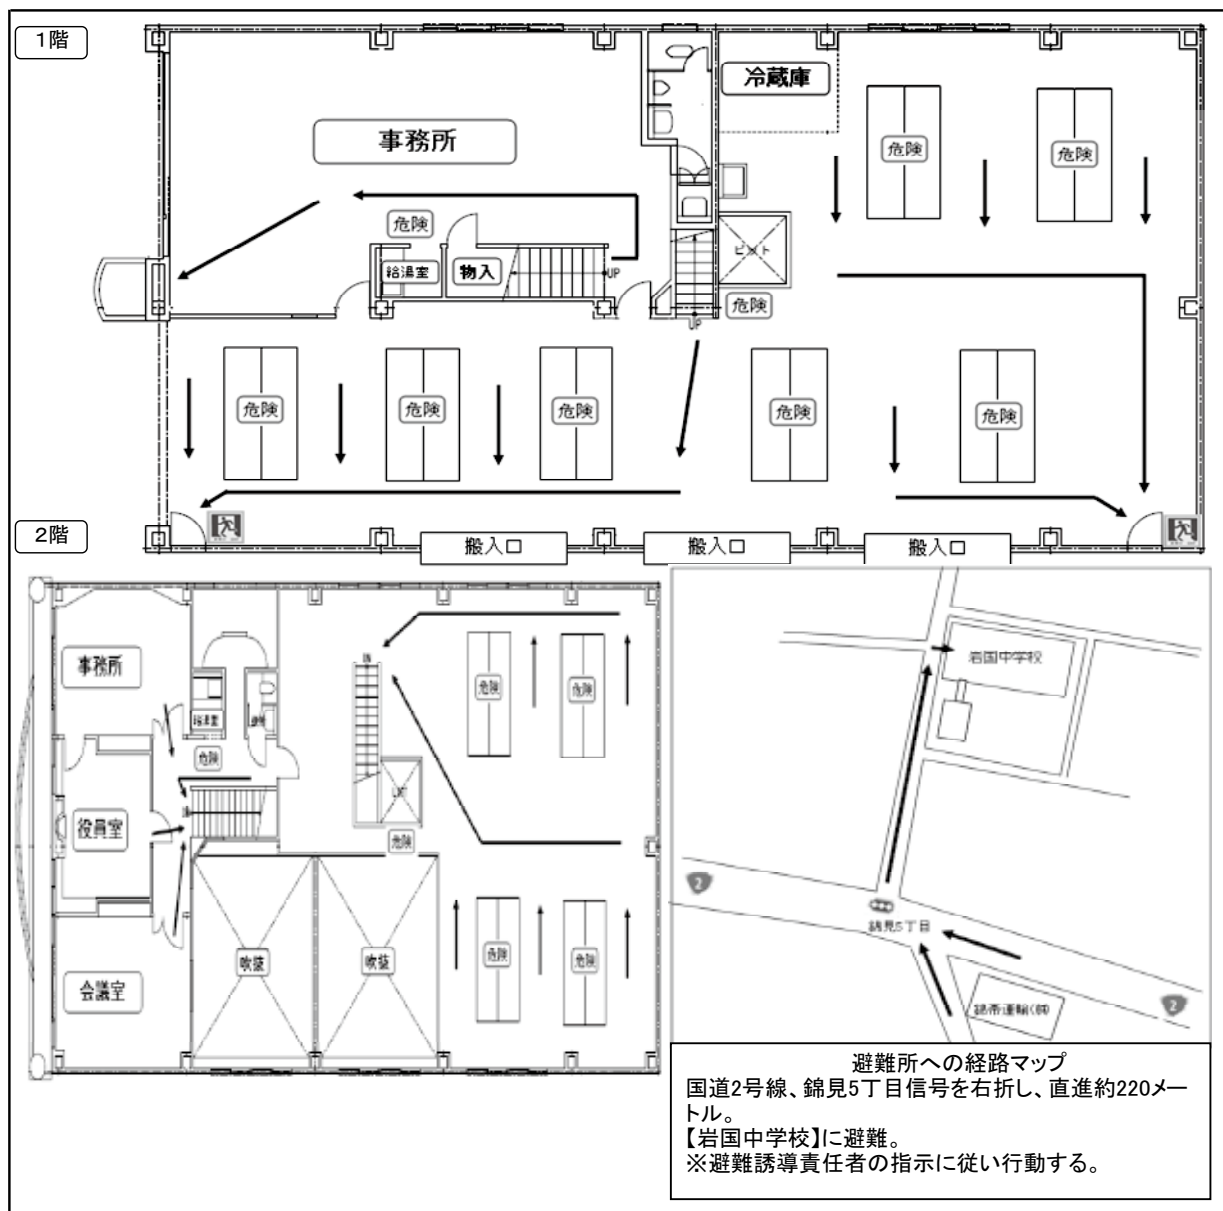 1階
冷蔵庫
事務所
危険
危険
危険
給湯室
物入
UP
ピット
危険
UP
危険
危険
危険
危険
危険
2階
搬入口
搬入口
搬入口
事務所
危険
危険
給湯室
危険
役員室
危険
吹抜
吹抜
危険
危険
会議室
岩国中学校
2
錦見5丁目
2
錦帯運輸(株)
避難所への経路マップ
国道2号線、錦見5丁目信号を右折し、直進約220メー
トル。
【岩国中学校】に避難。
※避難誘導責任者の指示に従い行動する。